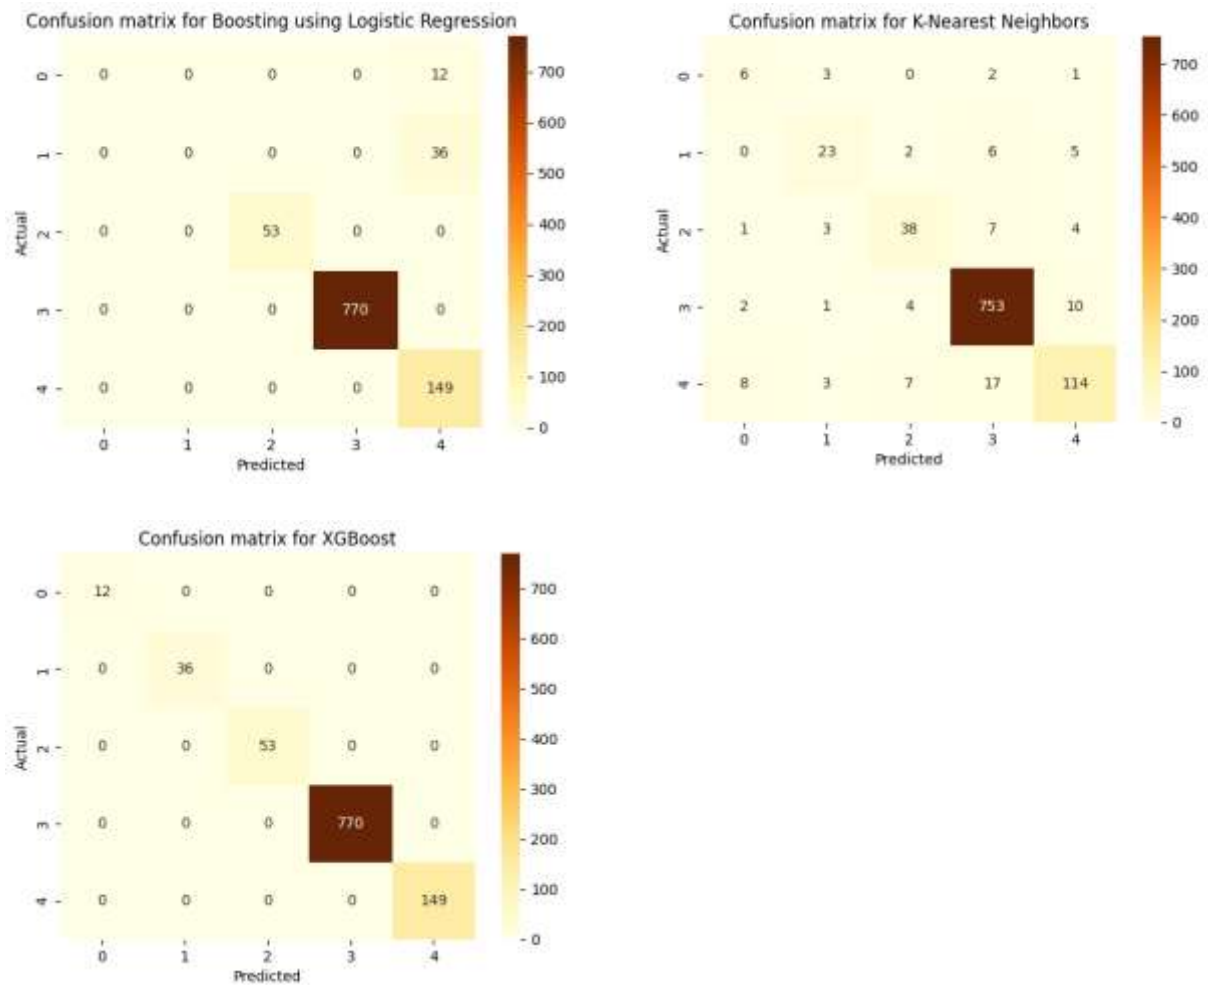 Confusion matrix for Boosting using Logistic Regression
0 0 0 0 0 12
1 0 0 0 0 36
2 0 0 53 0 0
3 0 0 0 770 0
4 0 0 0 0 149
0 1 2 3 4
Predicted
Actual
700
600
500
400
300
200
100
0
Confusion matrix for K-Nearest Neighbors
0 6 3 0 2 1
1 0 23 2 6 5
2 1 3 38 7 4
3 2 1 4 753 10
4 8 3 7 17 114
0 1 2 3 4
Predicted
Actual
700
600
500
400
300
200
100
0
Confusion matrix for XGBoost
0 12 0 0 0 0
1 0 36 0 0 0
2 0 0 53 0 0
3 0 0 0 770 0
4 0 0 0 0 149
0 1 2 3 4
Predicted
Actual
700
600
500
400
300
200
100
0